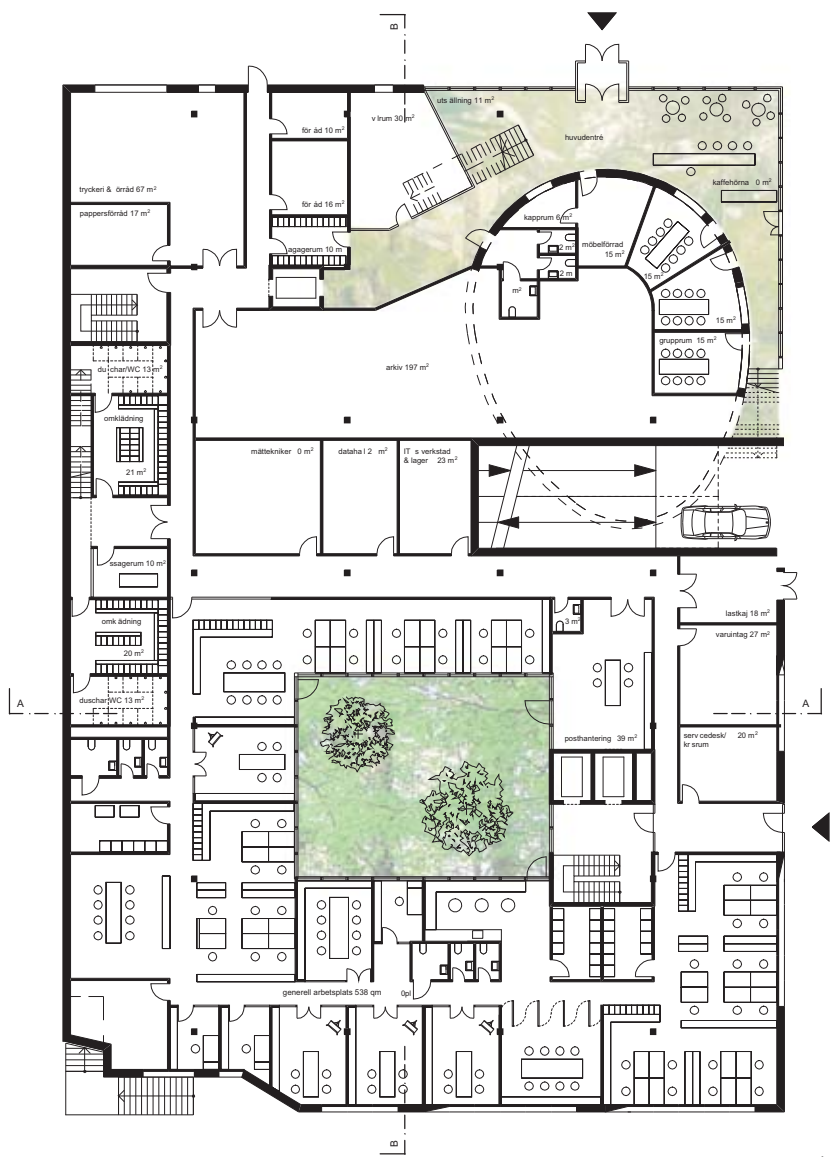 B
uts ällning 11 m²
v lrum 30 m²
för åd 10 m²
huvudentré
tryckeri & örråd 67 m²
kaffehörna 0 m²
för åd 16 m²
pappersförråd 17 m²
kapprum 6 m²
agagerum 10 m
2 m²
möbelförrad
15 m²
2 m
15 m²
m²
15 m²
grupprum 15 m²
arkiv 197 m²
du char/WC 13 m²
omklädning
21 m²
mättekniker 0 m²
dataha l 2 m²
IT s verkstad
& lager 23 m²
ssagerum 10 m²
lastkaj 18 m²
omk ädning
20 m²
3 m²
varuintag 27 m²
duschar WC 13 m²
A
A
posthantering 39 m²
serv cedesk/ 20 m²
kr srum
generell arbetsplats 538 qm 0pl
B